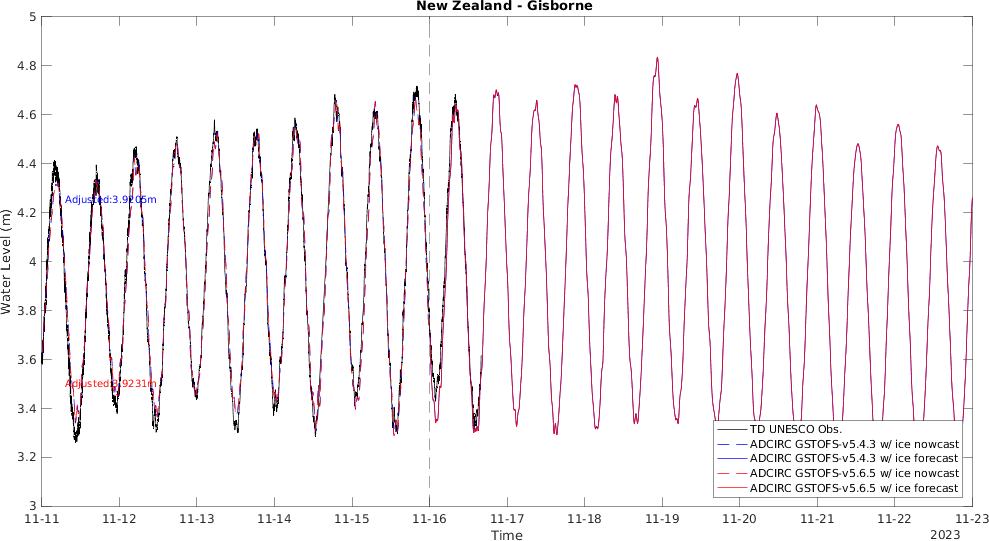 New Zealand - Gisborne
5
4.8
4.6
4.4
4.2
4
3.8
3.6
3.4
3.2
3
Water Level (m)
Adjusted:3.9205m
Adjusted:3.9231m
TD UNESCO Obs.
ADCIRC GSTOFS-v5.4.3 w/ ice nowcast
ADCIRC GSTOFS-v5.4.3 w/ ice forecast
ADCIRC GSTOFS-v5.6.5 w/ ice nowcast
ADCIRC GSTOFS-v5.6.5 w/ ice forecast
11-11 11-12 11-13 11-14 11-15 11-16 11-17 11-18 11-19 11-20 11-21 11-22 11-23
Time
2023